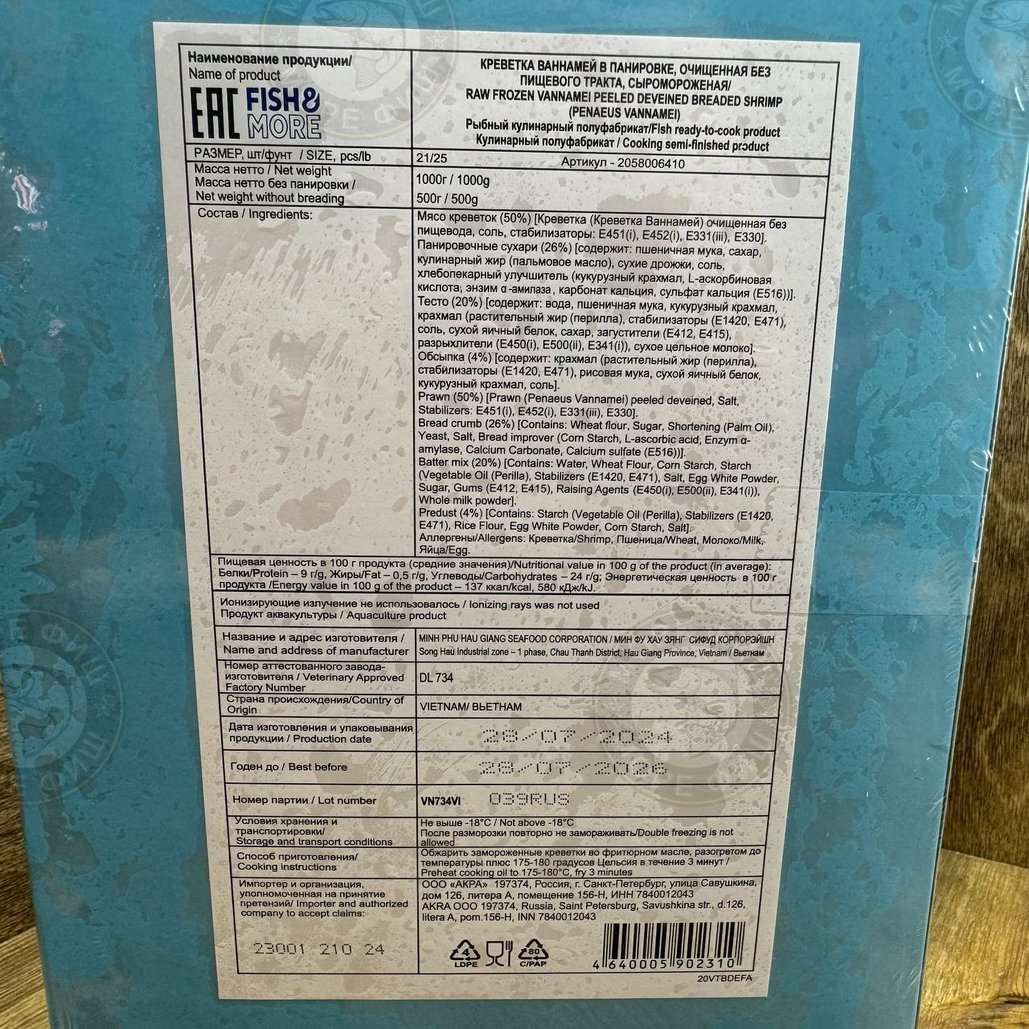 Наименование продукции/
Name of product
EAC FISH&
MORE
КРЕВЕТКА ВАННАМЕЙ В ПАНИРОВКЕ, ОЧИЩЕННАЯ БЕЗ
ПИЩЕВОГО ТРАКТА, СЫРОМОРОЖЕНАЯ/
RAW FROZEN VANNAMEI PEELED DEVEINED BREADED SHRIMP
(PENAEUS VANNAMEI)
Рыбный кулинарный полуфабрикат/Fish ready-to-cook product
Кулинарный полуфабрикат / Cooking semi-finished product
РАЗМЕР, шт/фунт / SIZE, pcs/lb
21/25 Артикул - 2058006410
Масса нетто / Net weight
Масса нетто без панировки /
Net weight without breading
1000г / 1000g
500г / 500g
Состав / Ingredients:
Мясо креветок (50%) [Креветка (Креветка Ваннамей) очищенная без
пищевода, соль, стабилизаторы: E451(i), E452(i), E331(iii), E330].
Панировочные сухари (26%) [содержит: пшеничная мука, сахар,
кулинарный жир (пальмовое масло), сухие дрожжи, соль,
хлебопекарный улучшитель (кукурузный крахмал, L-аскорбиновая
кислота, энзим α-амилаза, карбонат кальция, сульфат кальция (E516))].
Тесто (20%) [содержит: вода, пшеничная мука, кукурузный крахмал,
крахмал (растительный жир (перилла), стабилизаторы (E1420, E471),
соль, сухой яичный белок, сахар, загустители (E412, E415),
разрыхлители (E450(i), E500(ii), E341(i)), сухое цельное молоко].
Обсыпка (4%) [содержит: крахмал (растительный жир (перилла),
стабилизаторы (E1420, E471), рисовая мука, сухой яичный белок,
кукурузный крахмал, соль].
Prawn (50%) [Prawn (Penaeus Vannamei) peeled deveined, Salt,
Stabilizers: E451(i), E452(i), E331(iii), E330].
Bread crumb (26%) [Contains: Wheat flour, Sugar, Shortening (Palm Oil),
Yeast, Salt, Bread improver (Corn Starch, L-ascorbic acid, Enzym α-
amylase, Calcium Carbonate, Calcium sulfate (E516))].
Batter mix (20%) [Contains: Water, Wheat Flour, Corn Starch, Starch
(Vegetable Oil (Perilla), Stabilizers (E1420, E471), Salt, Egg White Powder,
Sugar, Gums (E412, E415), Raising Agents (E450(i), E500(ii), E341(i)),
Whole milk powder].
Predust (4%) [Contains: Starch (Vegetable Oil (Perilla), Stabilizers (E1420,
E471), Rice Flour, Egg White Powder, Corn Starch, Salt].
Аллергены/Allergens: Креветка/Shrimp, Пшеница/Wheat, Молоко/Milk,
Яйца/Egg.
Пищевая ценность в 100 г продукта (средние значения)/Nutritional value in 100 g of the product (in average):
Белки/Protein – 9 г/g, Жиры/Fat – 0,5 г/g, Углеводы/Carbohydrates – 24 г/g; Энергетическая ценность в 100 г
продукта /Energy value in 100 g of the product – 137 ккал/kcal, 580 кДж/kJ.
Ионизирующие излучение не использовалось / Ionizing rays was not used
Продукт аквакультуры / Aquaculture product
Название и адрес изготовителя /
Name and address of manufacturer
MINH PHU HAU GIANG SEAFOOD CORPORATION / МИН ФУ ХАУ ЗЯНГ СИФУД КОРПОРЭЙШН
Song Hau Industrial zone – 1 phase, Chau Thanh District, Hau Giang Province, Vietnam / Вьетнам
Номер аттестованного завода-
изготовителя / Veterinary Approved
Factory Number
DL 734
Страна происхождения/Country of
Origin
VIETNAM/ ВЬЕТНАМ
Дата изготовления и упаковывания
продукции / Production date
28/07/2024
Годен до / Best before
28/07/2026
Номер партии / Lot number
VN734VI 039RUS
Условия хранения и
транспортировки/
Storage and transport conditions
Не выше -18°C / Not above -18°C
После разморозки повторно не замораживать/Double freezing is not
allowed
Способ приготовления/
Cooking instructions
Обжарить замороженные креветки во фритюрном масле, разогретом до
температуры плюс 175-180 градусов Цельсия в течение 3 минут /
Preheat cooking oil to 175-180°C, fry 3 minutes
Импортер и организация,
уполномоченная на принятие
претензий/ Importer and authorized
company to accept claims:
23001 210 24
ООО «АКРА» 197374, Россия, г. Санкт-Петербург, улица Савушкина,
дом 126, литера А, помещение 156-Н, ИНН 7840012043
AKRA OOO 197374, Russia, Saint Petersburg, Savushkina str., d.126,
litera A, pom.156-H, INN 7840012043
4
LDPE
80
C/PAP
4 640005 902310
20VTBDEFA